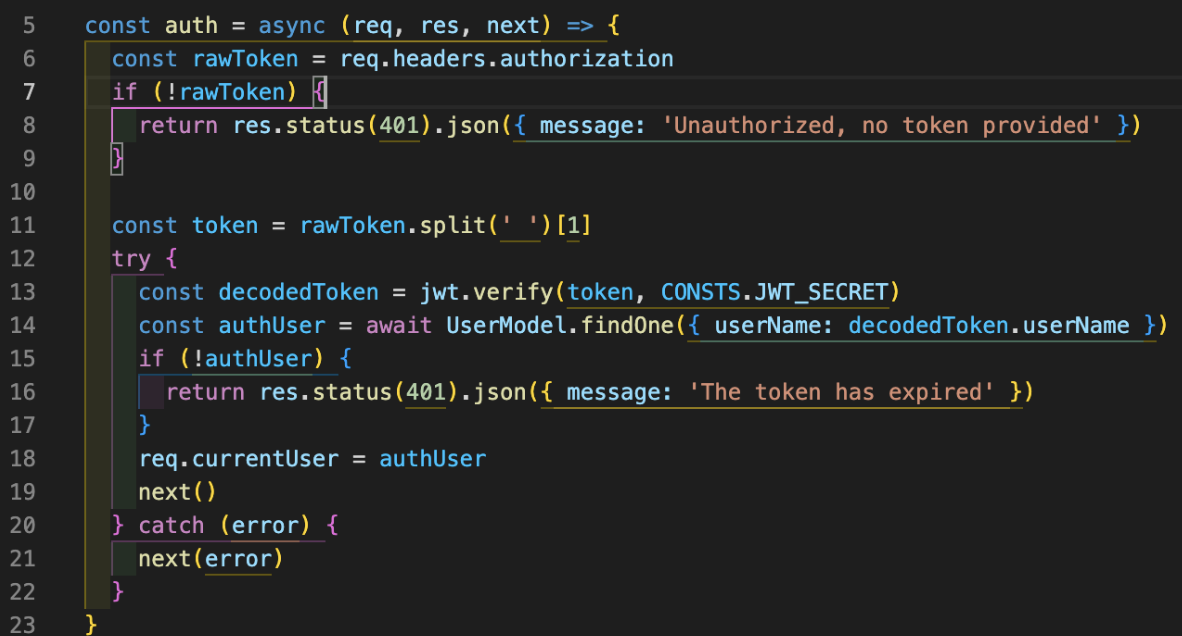 5 const auth = async (req, res, next) => {
6 const rawToken = req.headers.authorization
7 if (!rawToken) {
8 return res.status(401).json({ message: 'Unauthorized, no token provided' })
9 }
10
11 const token = rawToken.split(' ')[1]
12 try {
13 const decodedToken = jwt.verify(token, CONSTS.JWT_SECRET)
14 const authUser = await UserModel.findOne({ userName: decodedToken.userName })
15 if (!authUser) {
16 return res.status(401).json({ message: 'The token has expired' })
17 }
18 req.currentUser = authUser
19 next()
20 } catch (error) {
21 next(error)
22 }
23 }